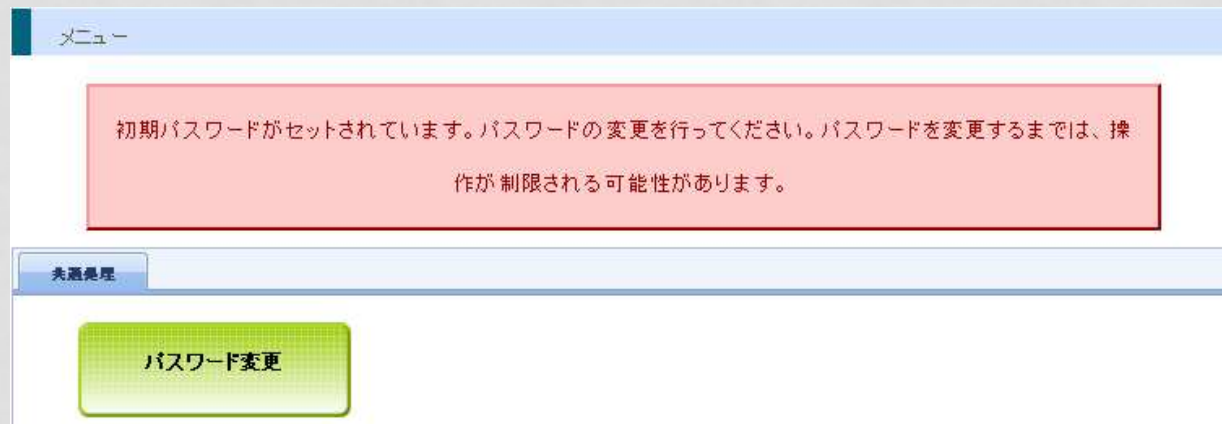 メニュー
初期パスワードがセットされています。パスワードの変更を行ってください。パスワードを変更するまでは、操
作が制限される可能性があります。
共通処理
パスワード変更